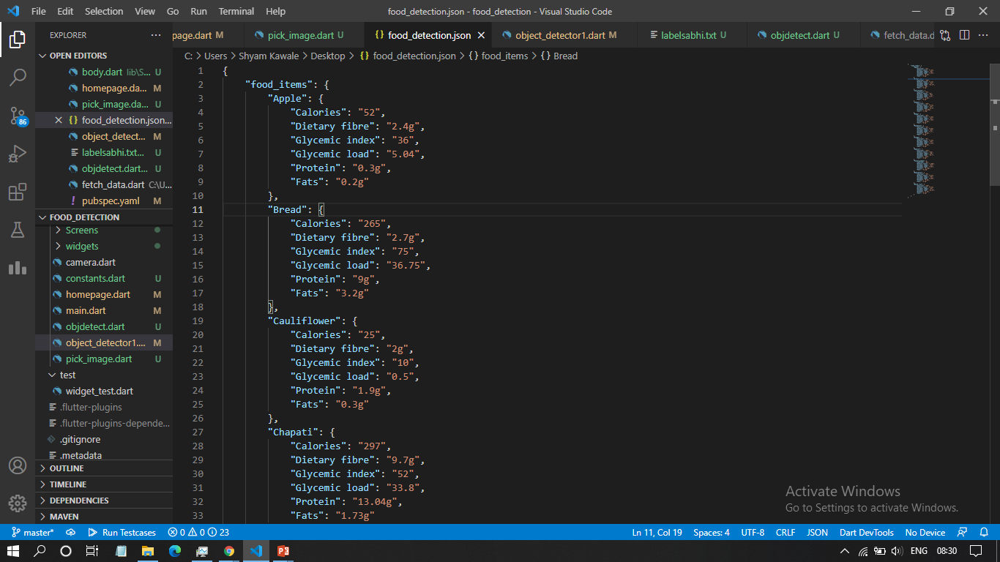 File Edit Selection View Go Run Terminal Help
food_detection.json - food_detection - Visual Studio Code
EXPLORER ···
page.dart M
pick_image.dart U
{} food_detection.json ×
object_detector1.dart M
labelsabhi.txt U
objdetect.dart U
fetch_data.d
C: > Users > Shyam Kawale > Desktop > {} food_detection.json > {} food_items > {} Bread
OPEN EDITORS
body.dart lib\S... U
homepage.da... M
pick_image.da... U
× {} food_detection.json...
object_detect... M
labelsabhi.txt... U
objdetect.dart... U
fetch_data.dart C:\U...
! pubspec.yaml M
FOOD_DETECTION
> Screens
> widgets
camera.dart
constants.dart U
homepage.dart M
main.dart M
objdetect.dart U
object_detector1.... M
pick_image.dart U
test
widget_test.dart
.flutter-plugins
.flutter-plugins-depende...
.gitignore
.metadata
> OUTLINE
> TIMELINE
> DEPENDENCIES
> MAVEN
86
1 {
2 "food_items": {
3 "Apple": {
4 "Calories": "52",
5 "Dietary fibre": "2.4g",
6 "Glycemic index": "36",
7 "Glycemic load": "5.04",
8 "Protein": "0.3g",
9 "Fats": "0.2g"
10 },
11 "Bread": {
12 "Calories": "265",
13 "Dietary fibre": "2.7g",
14 "Glycemic index": "75",
15 "Glycemic load": "36.75",
16 "Protein": "9g",
17 "Fats": "3.2g"
18 },
19 "Cauliflower": {
20 "Calories": "25",
21 "Dietary fibre": "2g",
22 "Glycemic index": "10",
23 "Glycemic load": "0.5",
24 "Protein": "1.9g",
25 "Fats": "0.3g"
26 },
27 "Chapati": {
28 "Calories": "297",
29 "Dietary fibre": "9.7g",
30 "Glycemic index": "52",
31 "Glycemic load": "33.8",
32 "Protein": "13.04g",
33 "Fats": "1.73g"
Activate Windows
Go to Settings to activate Windows.
master* Run Testcases 0 0 23 Ln 11, Col 19 Spaces: 4 UTF-8 CRLF JSON Dart DevTools No Device
ENG 08:30